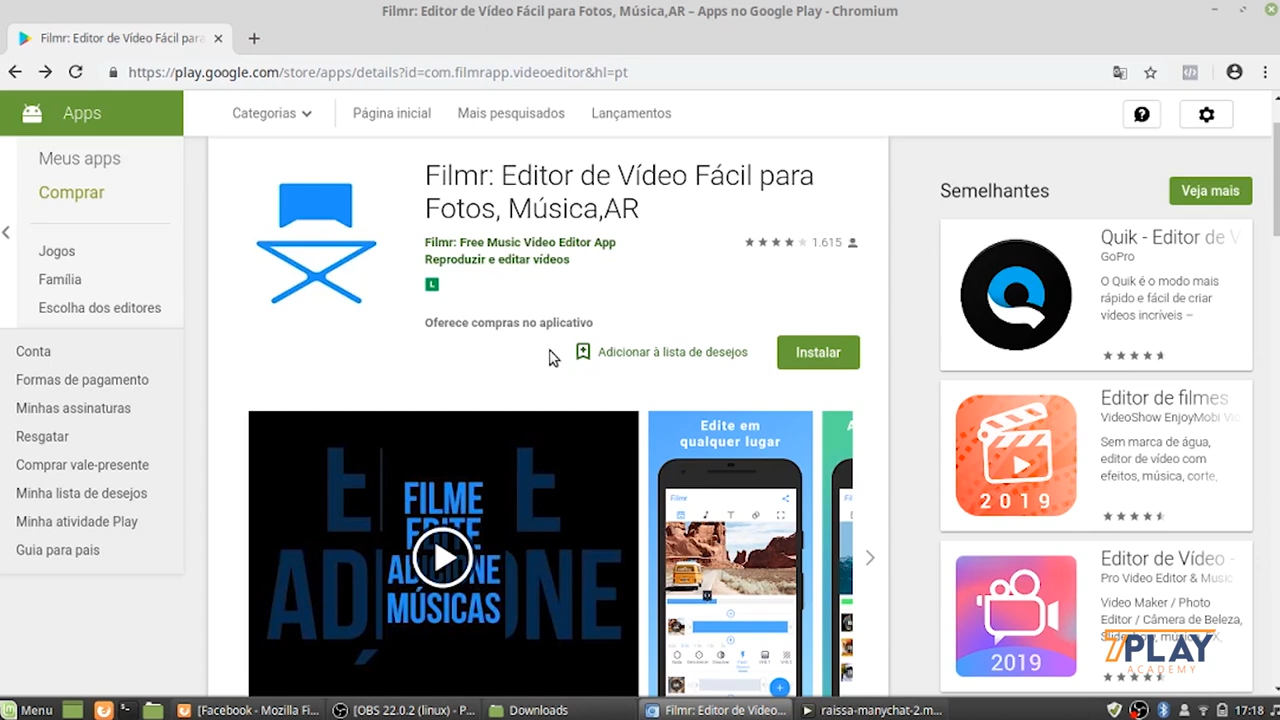 Filmr: Editor de Vídeo Fácil para Fotos, Música,AR – Apps no Google Play - Chromium
Filmr: Editor de Vídeo Fácil para
https://play.google.com/store/apps/details?id=com.filmrapp.videoeditor&hl=pt
Apps
Categorias
Página inicial
Mais pesquisados
Lançamentos
Meus apps
Comprar
Jogos
Família
Escolha dos editores
Conta
Formas de pagamento
Minhas assinaturas
Resgatar
Comprar vale-presente
Minha lista de desejos
Minha atividade Play
Guia para pais
Filmr: Editor de Vídeo Fácil para
Fotos, Música,AR
Filmr: Free Music Video Editor App
1.615
Reproduzir e editar vídeos
L
Oferece compras no aplicativo
Adicionar à lista de desejos
Instalar
FILME
EDITE
ADICIONE
MÚSICAS
Edite em
qualquer lugar
Filmr
Semelhantes
Veja mais
Quik - Editor de V
GoPro
O Quik é o modo mais
rápido e fácil de criar
vídeos incríveis –
Editor de filmes
VideoShow EnjoyMobi
Sem marca de água,
editor de vídeo com
efeitos, música, corte,
2019
Editor de Vídeo -
Pro Video Editor & Music
Video Maker / Photo
Editor / Câmera de Beleza,
2019
7PLAY
ACADEMY
Menu
[Facebook - Mozilla Fi...
[OBS 22.0.2 (linux) - P...
Downloads
Filmr: Editor de Vídeo...
raissa-manychat-2.m...
17:18